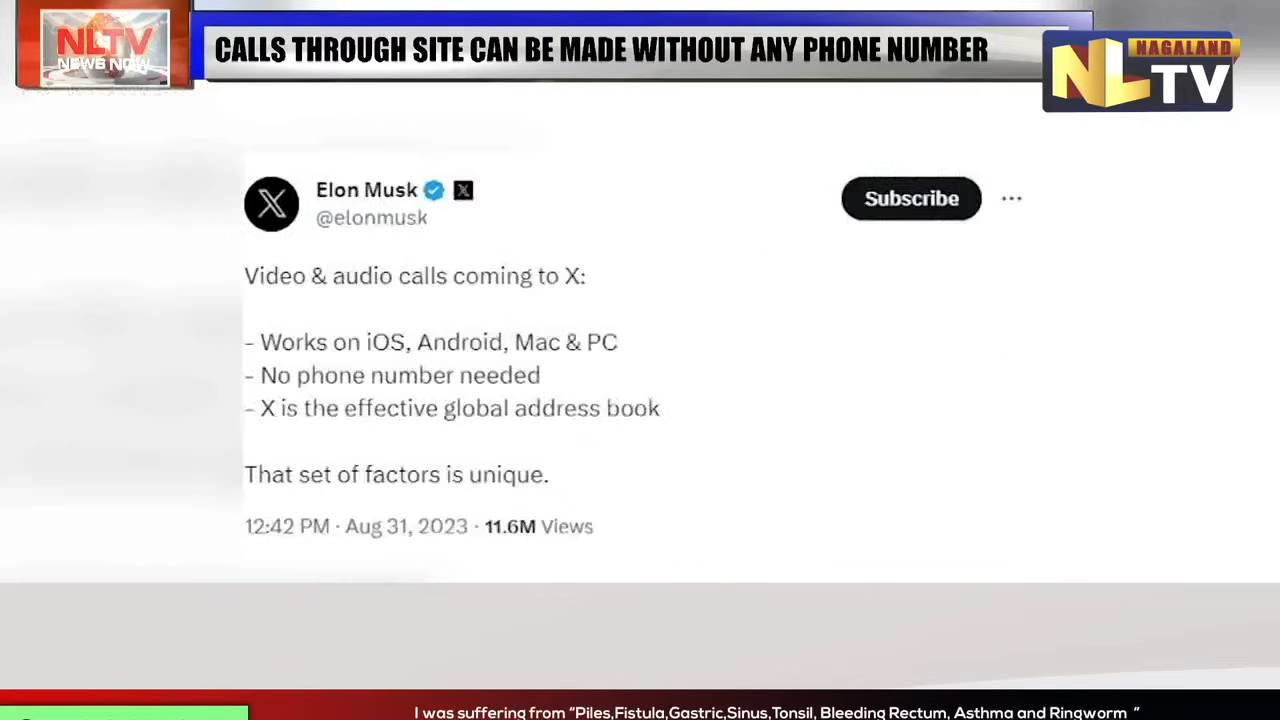 NLTV
NEWS NOW
CALLS THROUGH SITE CAN BE MADE WITHOUT ANY PHONE NUMBER
NAGALAND
NLTV
Elon Musk
@elonmusk
Subscribe
Video & audio calls coming to X:
- Works on iOS, Android, Mac & PC
- No phone number needed
- X is the effective global address book
That set of factors is unique.
12:42 PM · Aug 31, 2023 · 11.6M Views
I was suffering from “Piles,Fistula,Gastric,Sinus,Tonsil, Bleeding Rectum, Asthma and Ringworm ”